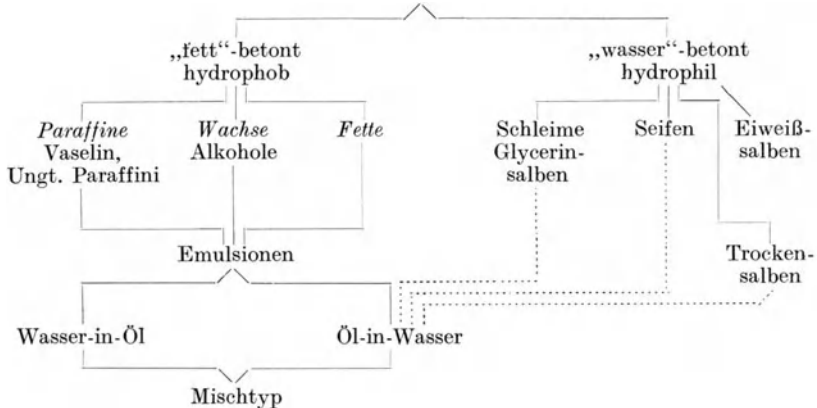 „fett“-betont
hydrophob
„wasser“-betont
hydrophil
Paraffine
Vaselin,
Ungt. Paraffini
Wachse
Alkohole
Fette
Schleime
Glycerin-
salben
Seifen
Eiweiß-
salben
Emulsionen
Trocken-
salben
Wasser-in-Öl
Öl-in-Wasser
Mischtyp